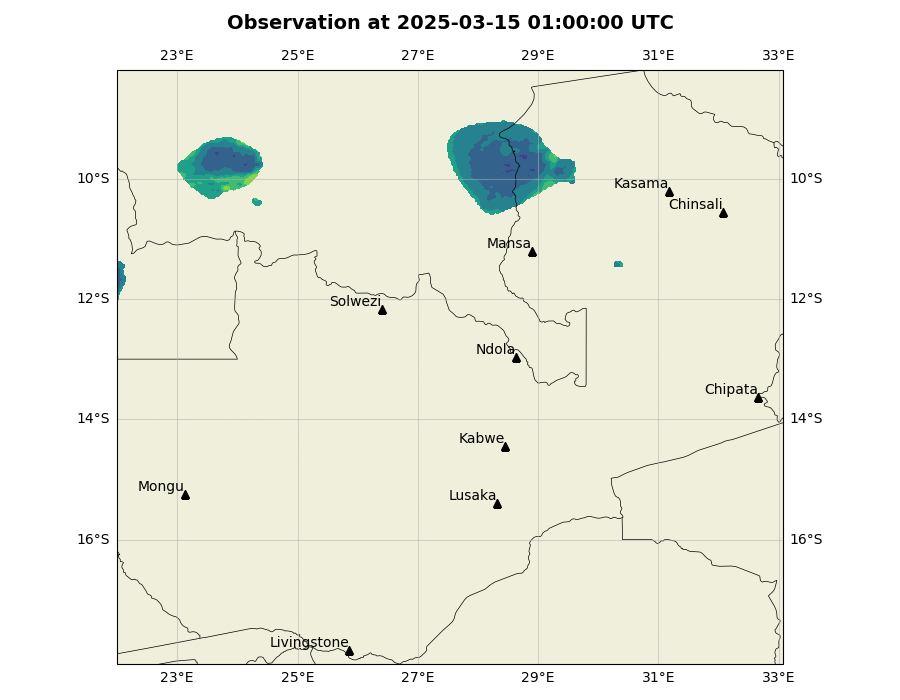 Observation at 2025-03-15 01:00:00 UTC
23°E 25°E 27°E 29°E 31°E 33°E
10°S 10°S
Kasama
Chinsali
Mansa
12°S 12°S
Solwezi
Ndola
Chipata
14°S 14°S
Kabwe
Mongu
Lusaka
16°S 16°S
Livingstone
23°E 25°E 27°E 29°E 31°E 33°E